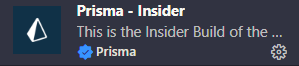 Prisma - Insider
This is the Insider Build of the ...
Prisma